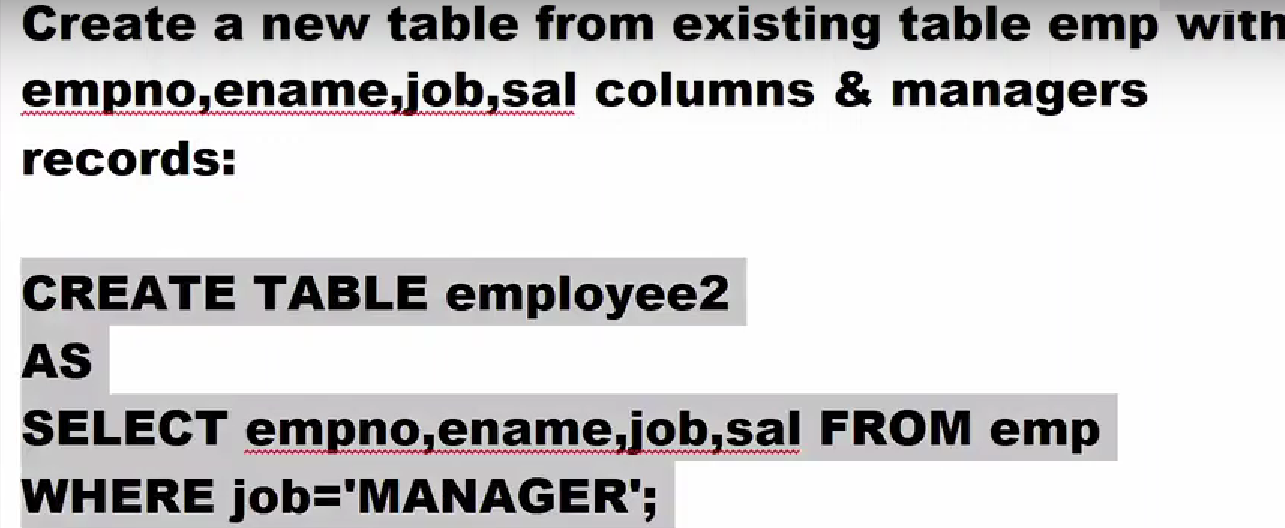 Create a new table from existing table emp with
empno,ename,job,sal columns & managers
records:
CREATE TABLE employee2
AS
SELECT empno,ename,job,sal FROM emp
WHERE job='MANAGER';